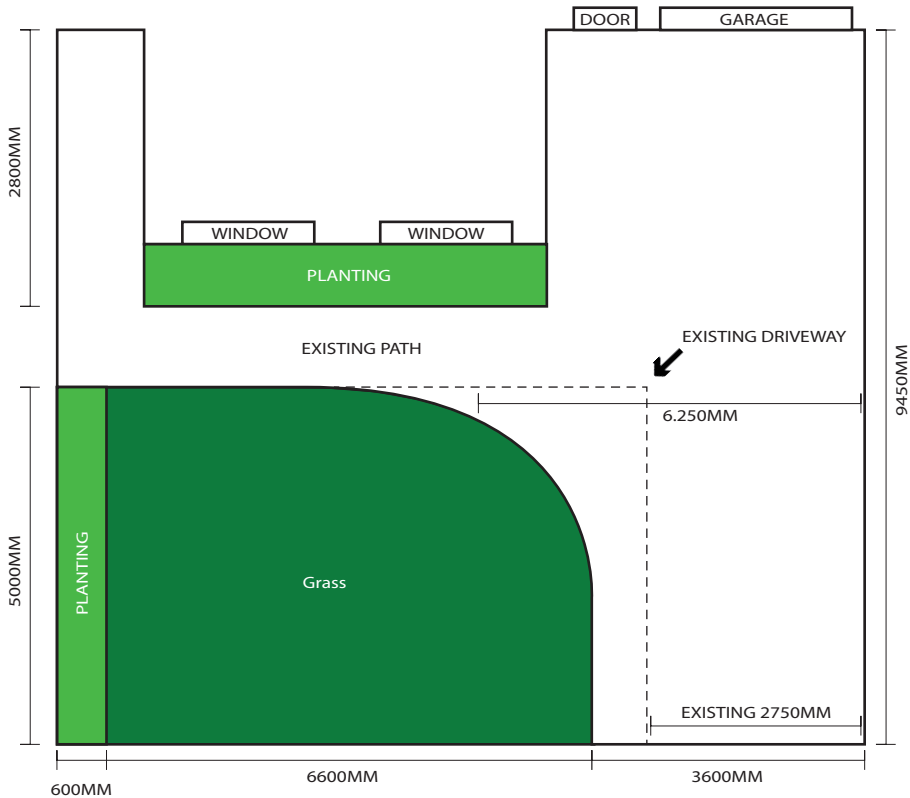 DOOR
GARAGE
2800MM
WINDOW
WINDOW
PLANTING
EXISTING PATH
EXISTING DRIVEWAY
9450MM
6.250MM
5000MM
PLANTING
Grass
EXISTING 2750MM
600MM
6600MM
3600MM